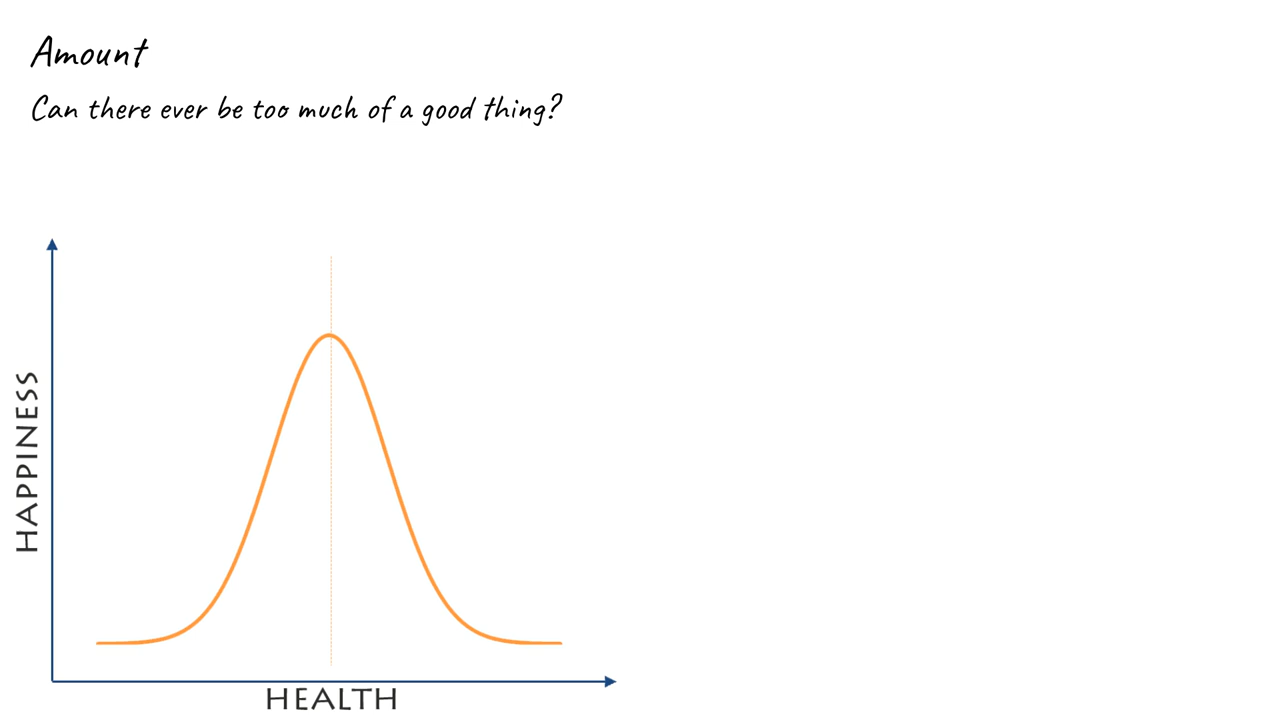 Amount
Can there ever be too much of a good thing?
HAPPINESS
HEALTH